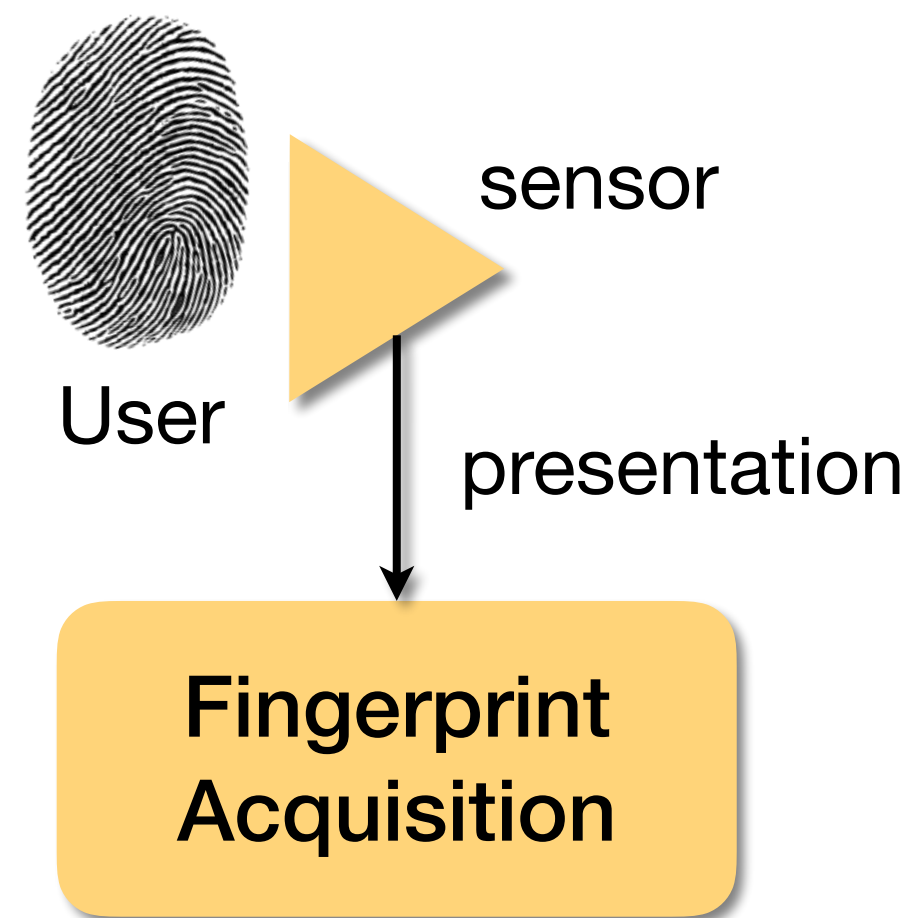 sensor
User
presentation
Fingerprint
Acquisition